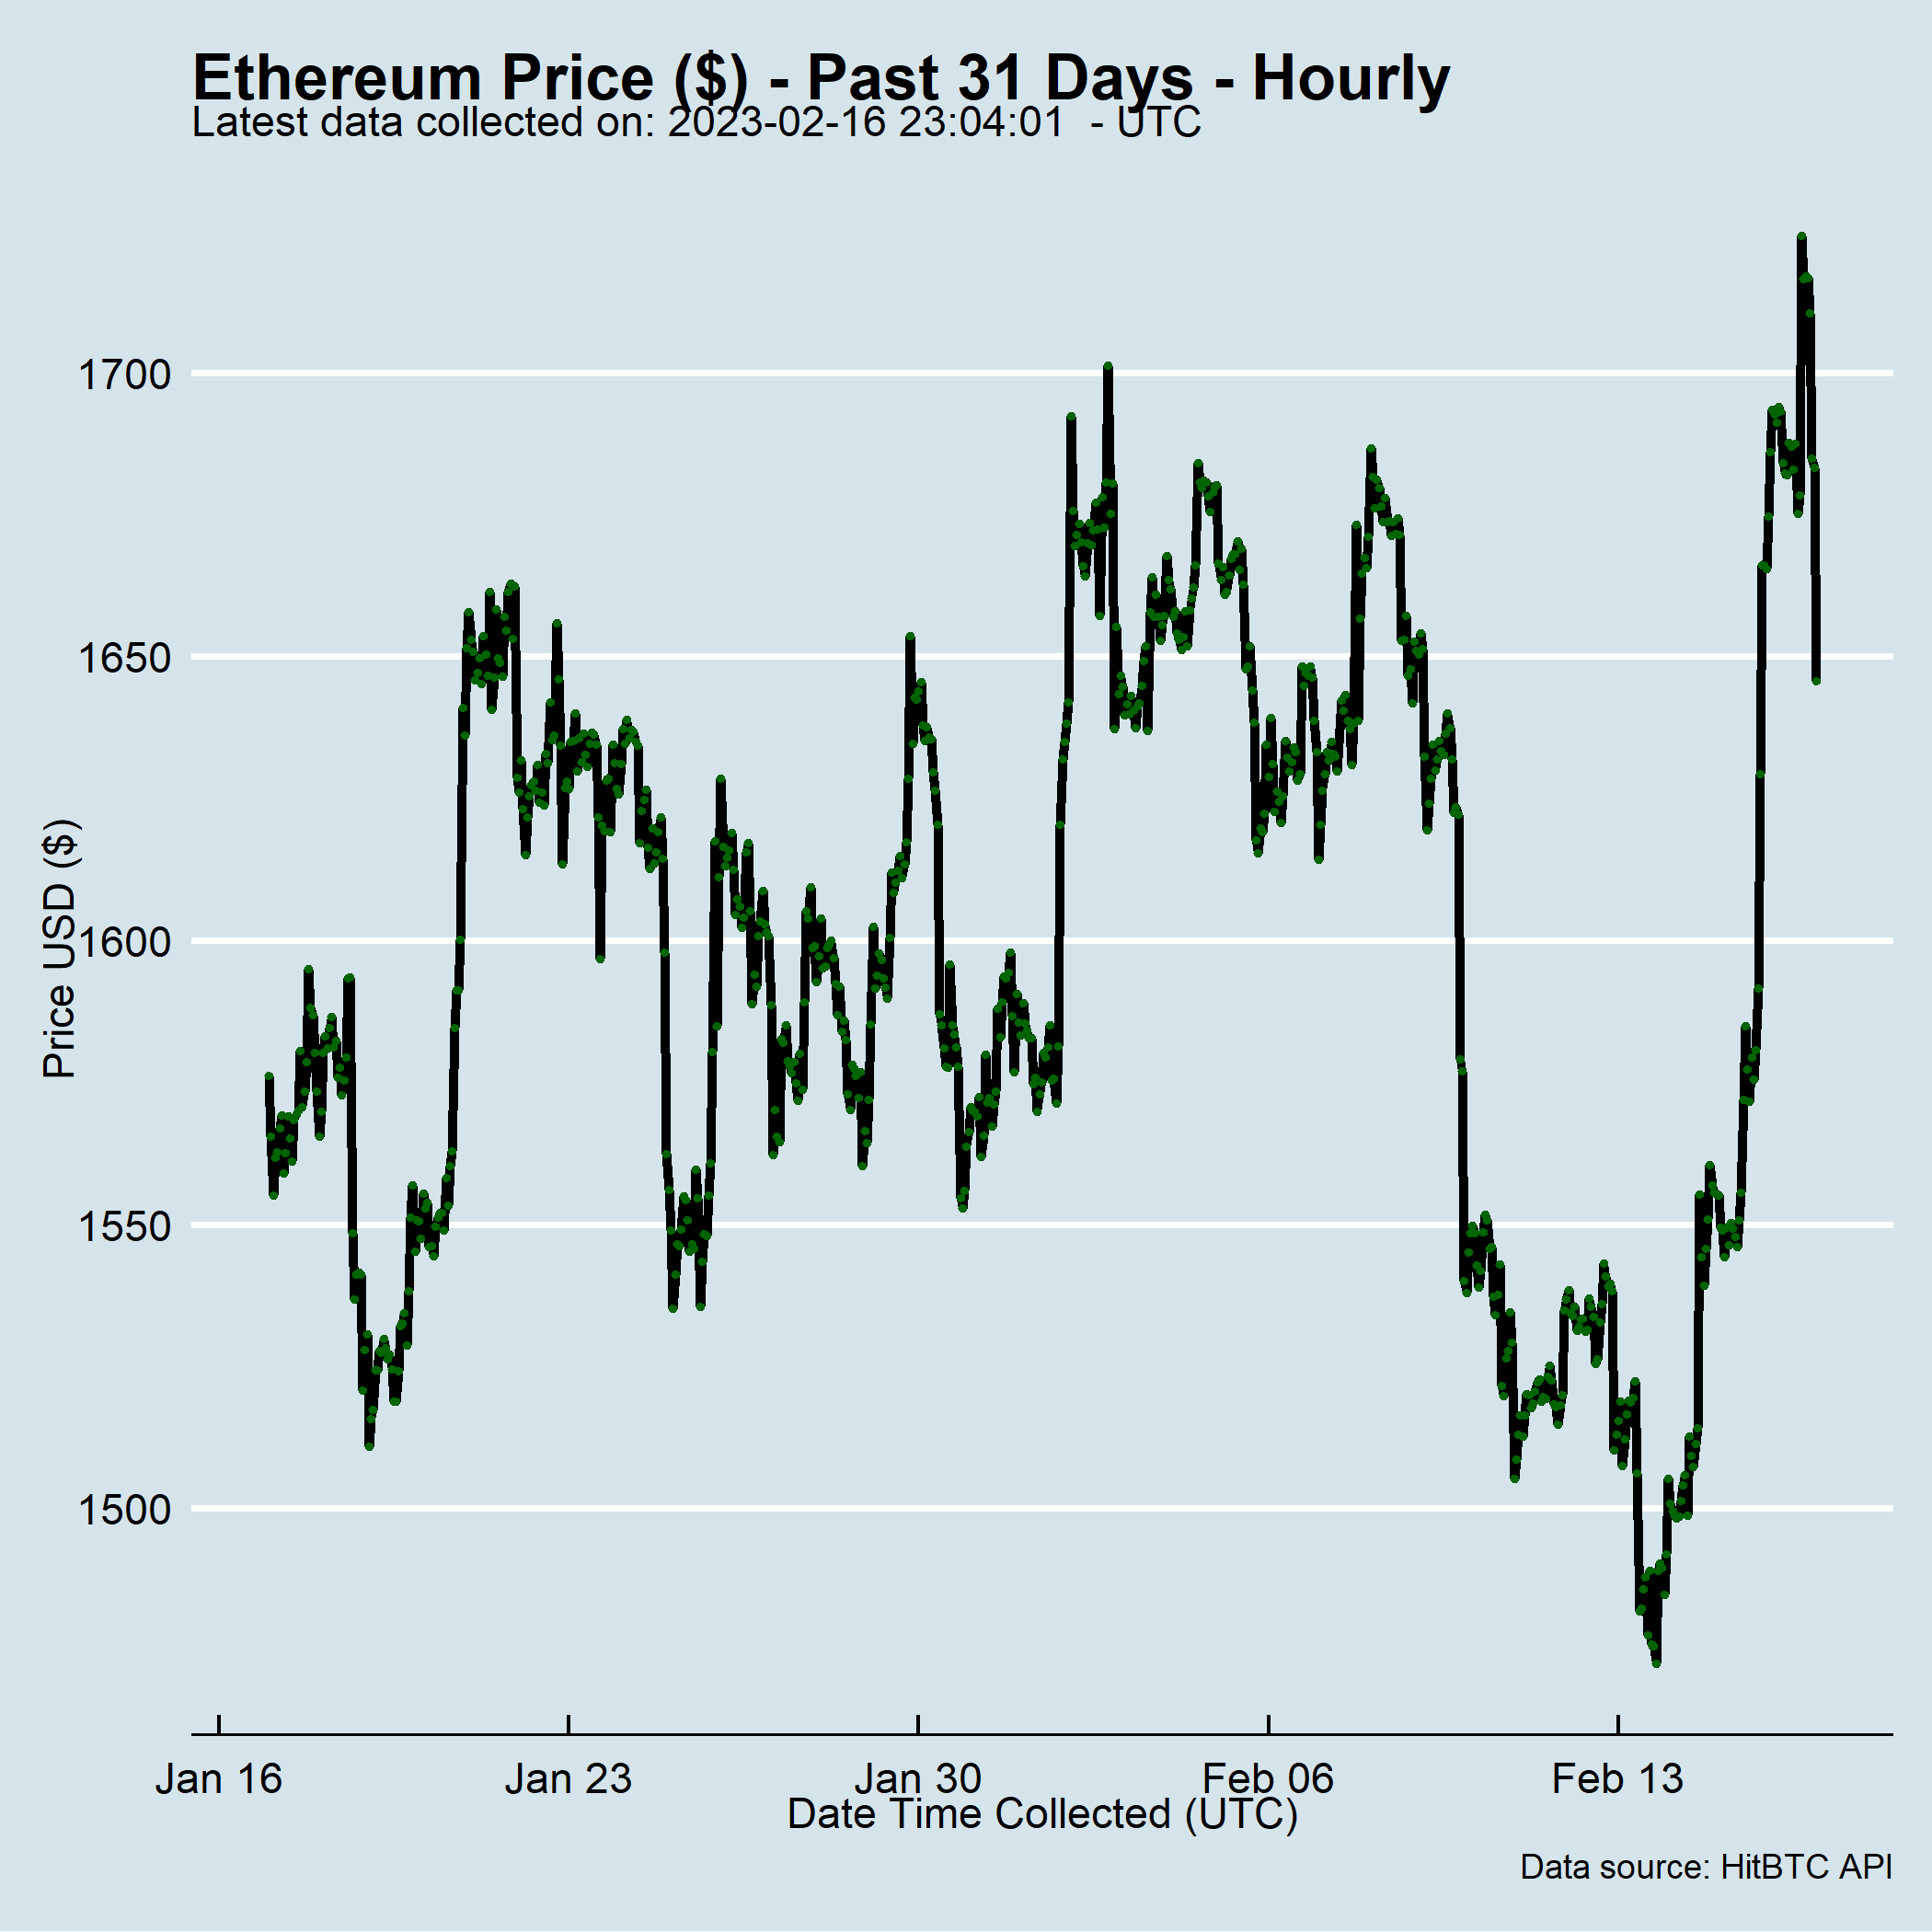 Ethereum Price ($) - Past 31 Days - Hourly
Latest data collected on: 2023-02-16 23:04:01  - UTC
Price USD ($)
1700
1650
1600
1550
1500
Jan 16
Jan 23
Jan 30
Feb 06
Feb 13
Date Time Collected (UTC)
Data source: HitBTC API